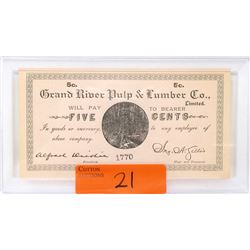 5c. 5c.
Grand River Pulp & Lumber Co.,
Limited.
WILL PAY TO BEARER
FIVE CENTS
In goods or currency, to any employee of
above company.
Alfred 1770
21